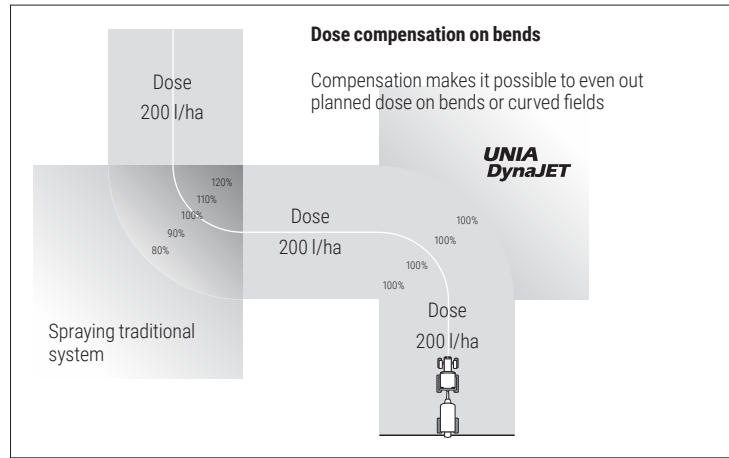 Dose compensation on bends
Compensation makes it possible to even out
planned dose on bends or curved fields
Dose
200 l/ha
UNIA
DynaJET
120%
110%
100%
90%
80%
Dose
200 l/ha
100%
100%
100%
100%
Spraying traditional
system
Dose
200 l/ha